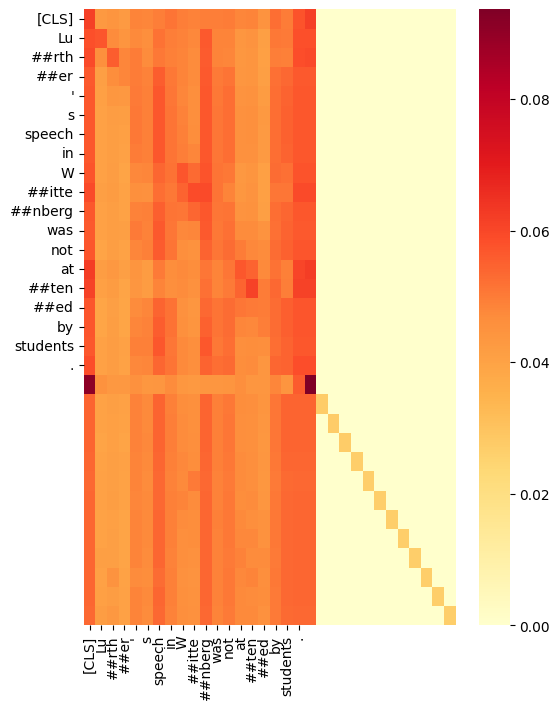 [CLS]
Lu
##rth
##er
'
s
speech
in
W
##itte
##nberg
was
not
at
##ten
##ed
by
students
.
0.08
0.06
0.04
0.02
0.00
[CLS]
Lu
##rth
##er
'
s
speech
in
W
##itte
##nberg
was
not
at
##ten
##ed
by
students
.